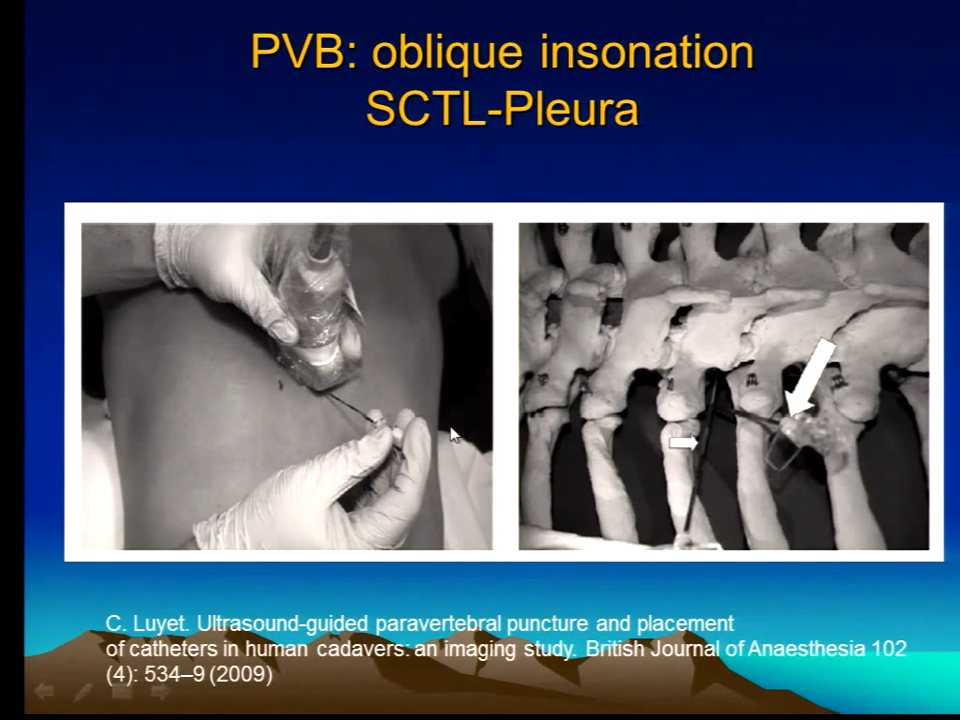 PVB: oblique insonation
SCTL-Pleura
C. Luyet. Ultrasound-guided paravertebral puncture and placement
of catheters in human cadavers: an imaging study. British Journal of Anaesthesia 102
(4): 534–9 (2009)